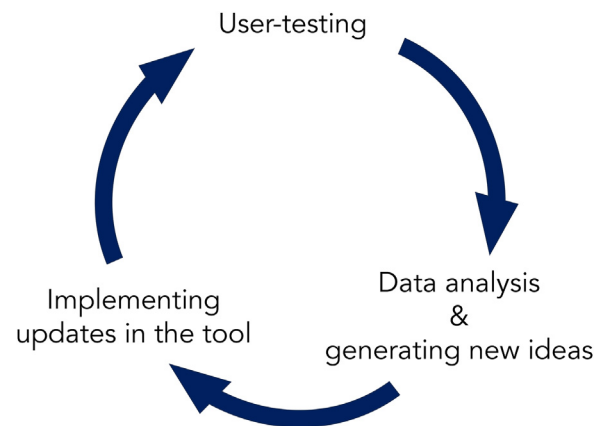 User-testing
Data analysis
&
generating new ideas
Implementing
updates in the tool